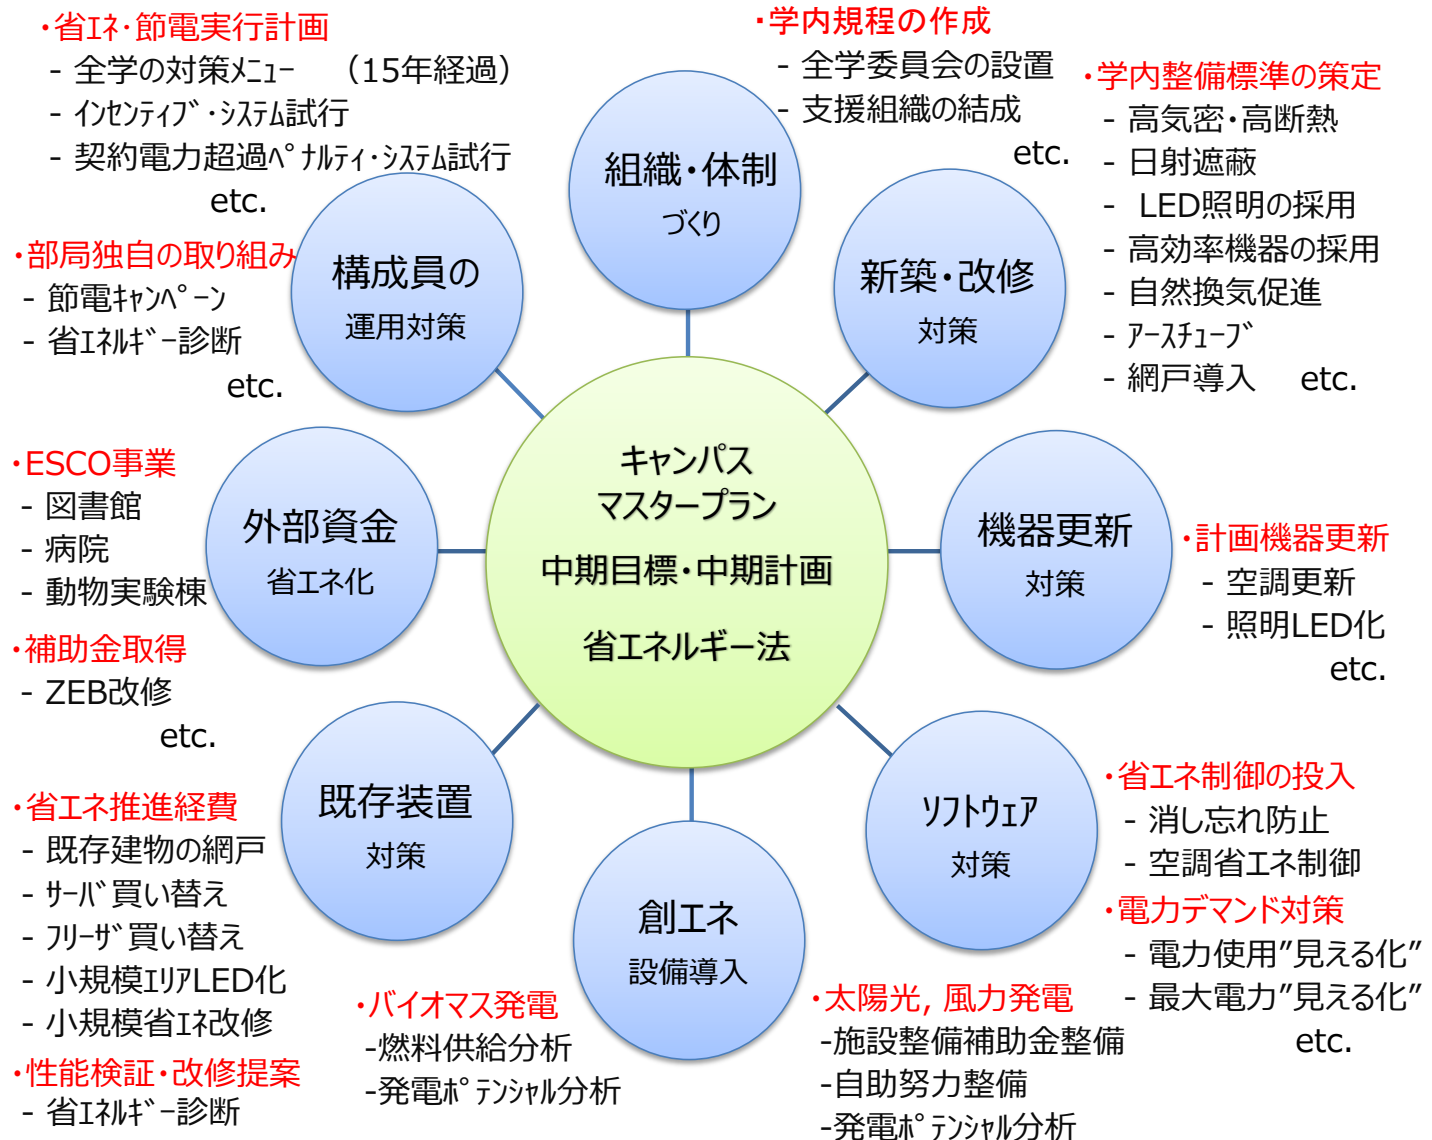 ・省ｴﾈ・節電実行計画
- 全学の対策ﾒﾆｭｰ （15年経過）
- ｲﾝｾﾝﾃｨﾌﾞ・ｼｽﾃﾑ試行
- 契約電力超過ﾍﾟﾅﾙﾃｨ・ｼｽﾃﾑ試行
etc.
・部局独自の取り組み
- 節電ｷｬﾝﾍﾟｰﾝ
- 省ｴﾈﾙｷﾞｰ診断
etc.
構成員の
運用対策
・学内規程の作成
- 全学委員会の設置
- 支援組織の結成
etc.
組織・体制
づくり
・学内整備標準の策定
- 高気密・高断熱
- 日射遮蔽
- LED照明の採用
- 高効率機器の採用
- 自然換気促進
- ｱｰｽﾁｭｰﾌﾞ
- 網戸導入 etc.
新築・改修
対策
キャンパス
マスタープラン
中期目標・中期計画
省エネルギー法
・ESCO事業
- 図書館
- 病院
- 動物実験棟
・補助金取得
- ZEB改修
etc.
外部資金
省エネ化
機器更新
対策
・計画機器更新
- 空調更新
- 照明LED化
etc.
・省エネ推進経費
- 既存建物の網戸
- ｻｰﾊﾞ買い替え
- ﾌﾘｰｻﾞ買い替え
- 小規模ｴﾘｱLED化
- 小規模省ｴﾈ改修
・性能検証・改修提案
- 省ｴﾈﾙｷﾞｰ診断
既存装置
対策
創エネ
設備導入
・バイオマス発電
-燃料供給分析
-発電ﾎﾟﾃﾝｼｬﾙ分析
・太陽光, 風力発電
-施設整備補助金整備
-自助努力整備
-発電ﾎﾟﾃﾝｼｬﾙ分析
ｿﾌﾄｳｪｱ
対策
・省エネ制御の投入
- 消し忘れ防止
- 空調省エネ制御
・電力デマンド対策
- 電力使用”見える化”
- 最大電力”見える化”
etc.